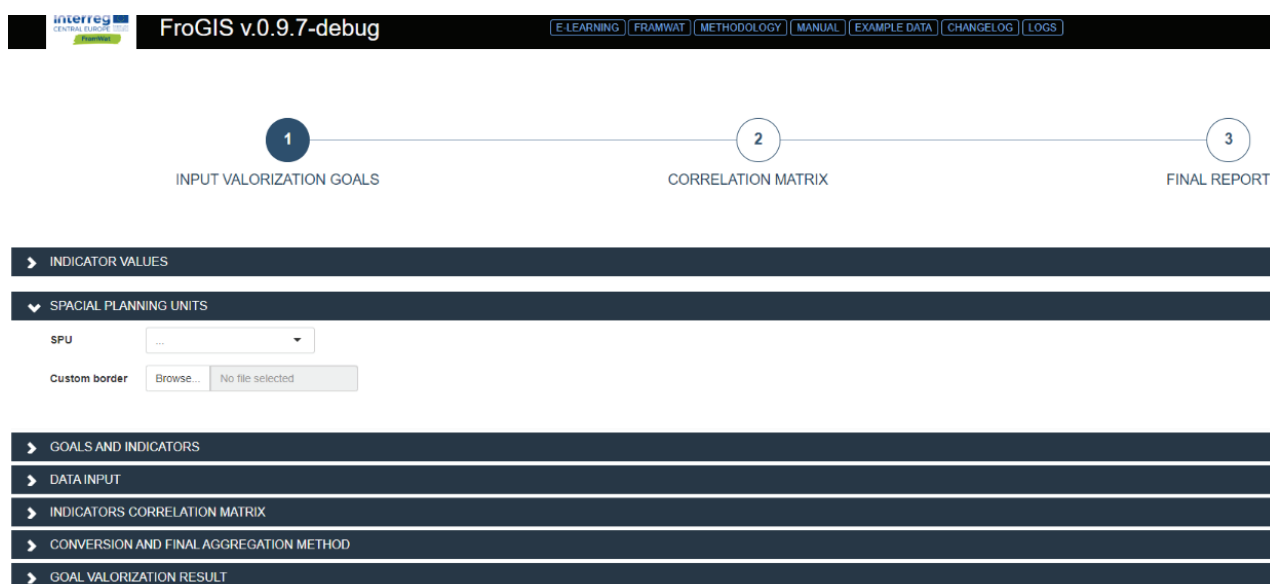 interreg
CENTRAL EUROPE
FramWat
FroGIS v.0.9.7-debug
E-LEARNING FRAMWAT METHODOLOGY MANUAL EXAMPLE DATA CHANGELOG LOGS
1 2 3
INPUT VALORIZATION GOALS CORRELATION MATRIX FINAL REPORT
INDICATOR VALUES
SPACIAL PLANNING UNITS
SPU ...
Custom border Browse... No file selected
GOALS AND INDICATORS
DATA INPUT
INDICATORS CORRELATION MATRIX
CONVERSION AND FINAL AGGREGATION METHOD
GOAL VALORIZATION RESULT